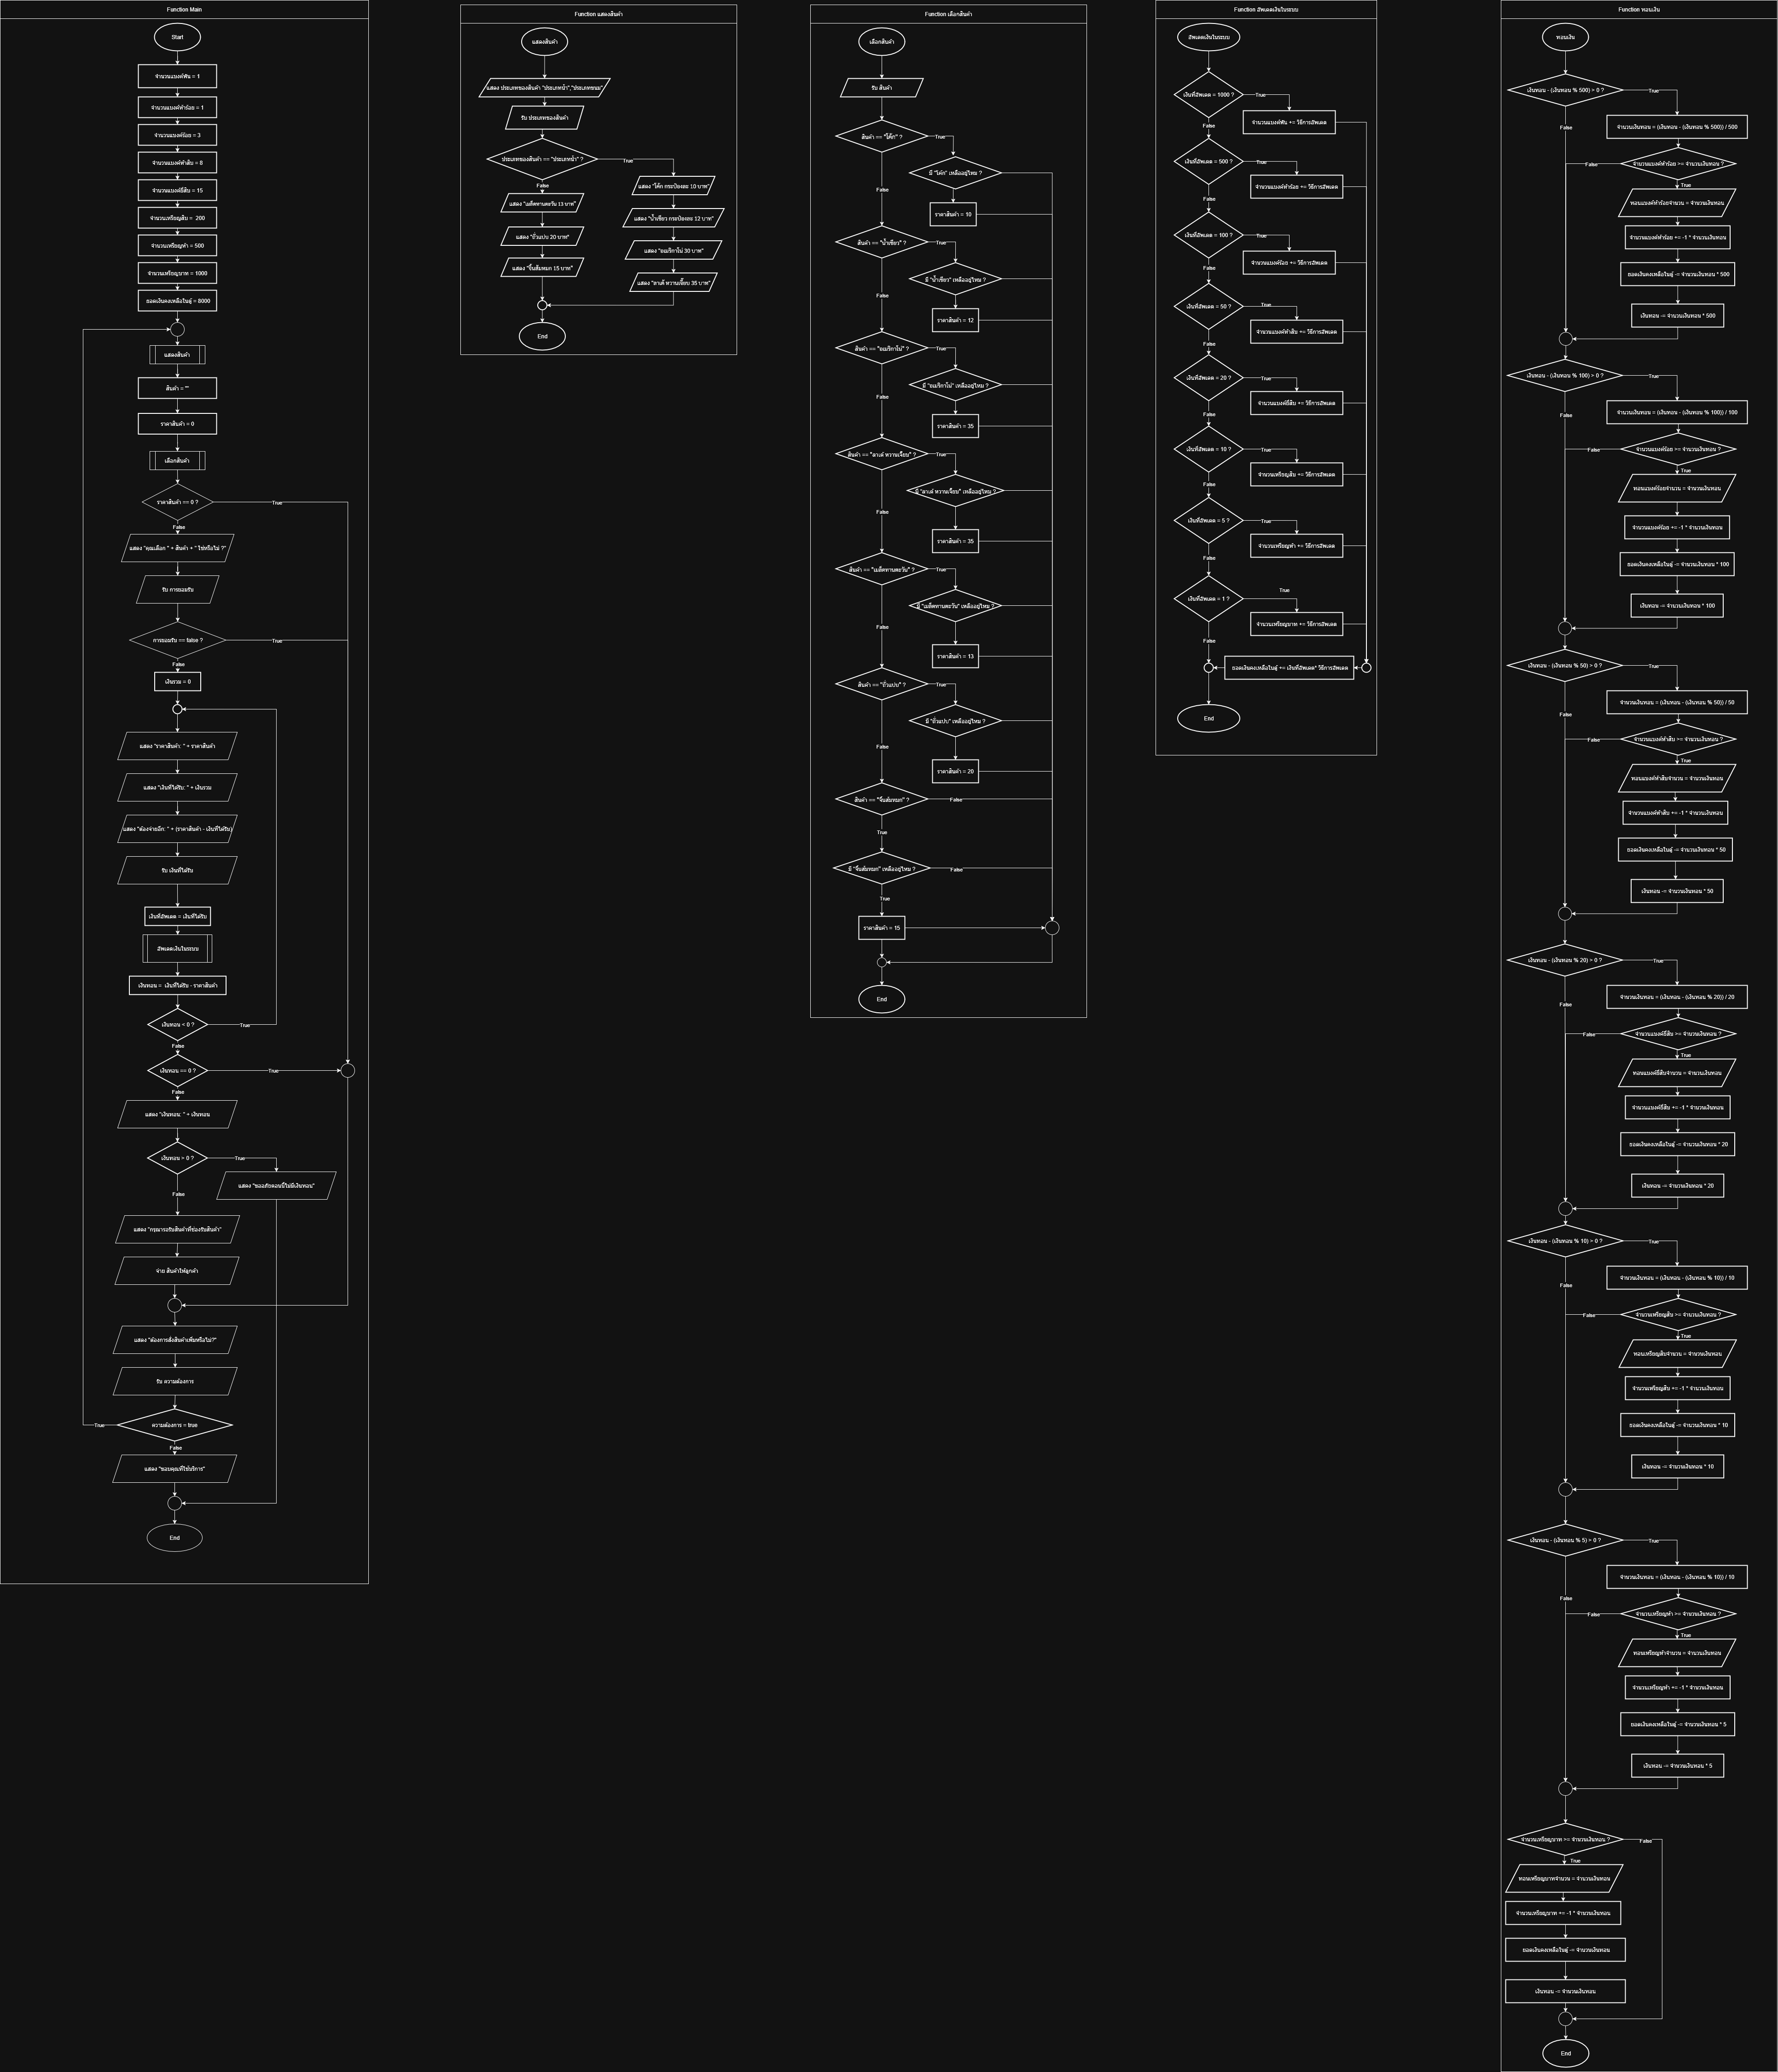 Function Main
Start
จำนวนแบงค์พัน = 1
จำนวนแบงค์ห้าร้อย = 1
จำนวนแบงค์ร้อย = 3
จำนวนแบงค์ห้าสิบ = 8
จำนวนแบงค์ยี่สิบ = 15
จำนวนเหรียญสิบ = 200
จำนวนเหรียญห้า = 500
จำนวนเหรียญบาท = 1000
ยอดเงินคงเหลือในตู้ = 8000
แสดงสินค้า
สินค้า = ""
ราคาสินค้า = 0
เลือกสินค้า
ราคาสินค้า == 0 ?
True
False
แสดง "คุณเลือก " + สินค้า + " ใช่หรือไม่ ?"
รับ การยอมรับ
การยอมรับ == false ?
True
False
เงินรวม = 0
แสดง "ราคาสินค้า: " + ราคาสินค้า
แสดง "เงินที่ได้รับ: " + เงินรวม
แสดง "ต้องจ่ายอีก: " + (ราคาสินค้า - เงินที่ได้รับ)
รับ เงินที่ได้รับ
เงินที่อัพเดต = เงินที่ได้รับ
อัพเดตเงินในระบบ
เงินทอน = เงินที่ได้รับ - ราคาสินค้า
เงินทอน < 0 ?
True
False
เงินทอน == 0 ?
True
False
แสดง "เงินทอน: " + เงินทอน
เงินทอน > 0 ?
True
False
แสดง "ขออภัยตอนนี้ไม่มีเงินทอน"
แสดง "กรุณารอรับสินค้าที่ช่องรับสินค้า"
จ่าย สินค้าให้ลูกค้า
แสดง "ต้องการสั่งสินค้าเพิ่มหรือไม่?"
รับ ความต้องการ
ความต้องการ = true
True
False
แสดง "ขอบคุณที่ใช้บริการ"
End
Function แสดงสินค้า
แสดงสินค้า
แสดง ประเภทของสินค้า "ประเภทน้ำ","ประเภทขนม"
รับ ประเภทของสินค้า
ประเภทของสินค้า == "ประเภทน้ำ" ?
True
False
แสดง "โค้ก กระป๋องละ 10 บาท"
แสดง "เมล็ดทานตะวัน 13 บาท"
แสดง "น้ำเขียว กระป๋องละ 12 บาท"
แสดง "ถั่วแปบ 20 บาท"
แสดง "อเมริกาโน่ 30 บาท"
แสดง "ขึ้นส้มหมก 15 บาท"
แสดง "ลาเต้ หวานเจี๊ยบ 35 บาท"
End
Function เลือกสินค้า
เลือกสินค้า
รับ สินค้า
สินค้า == "โค้ก" ?
True
False
มี "โค้ก" เหลืออยู่ไหม ?
ราคาสินค้า = 10
สินค้า == "น้ำเขียว" ?
True
False
มี "น้ำเขียว" เหลืออยู่ไหม ?
ราคาสินค้า = 12
สินค้า == "อเมริกาโน่" ?
True
False
มี "อเมริกาโน่" เหลืออยู่ไหม ?
ราคาสินค้า = 35
สินค้า == "ลาเต้ หวานเจี๊ยบ" ?
True
False
มี "ลาเต้ หวานเจี๊ยบ" เหลืออยู่ไหม ?
ราคาสินค้า = 35
สินค้า == "เมล็ดทานตะวัน" ?
True
False
มี "เมล็ดทานตะวัน" เหลืออยู่ไหม ?
ราคาสินค้า = 13
สินค้า == "ถั่วแปบ" ?
True
False
มี "ถั่วแปบ" เหลืออยู่ไหม ?
ราคาสินค้า = 20
สินค้า == "จี๊นส้มหมก" ?
False
True
มี "จี๊นส้มหมก" เหลืออยู่ไหม ?
False
True
ราคาสินค้า = 15
End
Function อัพเดตเงินในระบบ
อัพเดตเงินในระบบ
เงินที่อัพเดต = 1000 ?
True
False
จำนวนแบงค์พัน += วิธีการอัพเดต
เงินที่อัพเดต = 500 ?
True
False
จำนวนแบงค์ห้าร้อย += วิธีการอัพเดต
เงินที่อัพเดต = 100 ?
True
False
จำนวนแบงค์ร้อย += วิธีการอัพเดต
เงินที่อัพเดต = 50 ?
True
False
จำนวนแบงค์ห้าสิบ += วิธีการอัพเดต
เงินที่อัพเดต = 20 ?
True
False
จำนวนแบงค์ยี่สิบ += วิธีการอัพเดต
เงินที่อัพเดต = 10 ?
True
False
จำนวนเหรียญสิบ += วิธีการอัพเดต
เงินที่อัพเดต = 5 ?
True
False
จำนวนเหรียญห้า += วิธีการอัพเดต
เงินที่อัพเดต = 1 ?
True
False
จำนวนเหรียญบาท += วิธีการอัพเดต
ยอดเงินคงเหลือในตู้ += เงินที่อัพเดต* วิธีการอัพเดต
End
Function ทอนเงิน
ทอนเงิน
เงินทอน - (เงินทอน % 500) > 0 ?
True
False
จำนวนเงินทอน = (เงินทอน - (เงินทอน % 500)) / 500
จำนวนแบงค์ห้าร้อย >= จำนวนเงินทอน ?
False
True
ทอนแบงค์ห้าร้อยจำนวน = จำนวนเงินทอน
จำนวนแบงค์ห้าร้อย += -1 * จำนวนเงินทอน
ยอดเงินคงเหลือในตู้ -= จำนวนเงินทอน * 500
เงินทอน -= จำนวนเงินทอน * 500
เงินทอน - (เงินทอน % 100) > 0 ?
True
False
จำนวนเงินทอน = (เงินทอน - (เงินทอน % 100)) / 100
จำนวนแบงค์ร้อย >= จำนวนเงินทอน ?
False
True
ทอนแบงค์ร้อยจำนวน = จำนวนเงินทอน
จำนวนแบงค์ร้อย += -1 * จำนวนเงินทอน
ยอดเงินคงเหลือในตู้ -= จำนวนเงินทอน * 100
เงินทอน -= จำนวนเงินทอน * 100
เงินทอน - (เงินทอน % 50) > 0 ?
True
False
จำนวนเงินทอน = (เงินทอน - (เงินทอน % 50)) / 50
จำนวนแบงค์ห้าสิบ >= จำนวนเงินทอน ?
False
True
ทอนแบงค์ห้าสิบจำนวน = จำนวนเงินทอน
จำนวนแบงค์ห้าสิบ += -1 * จำนวนเงินทอน
ยอดเงินคงเหลือในตู้ -= จำนวนเงินทอน * 50
เงินทอน -= จำนวนเงินทอน * 50
เงินทอน - (เงินทอน % 20) > 0 ?
True
False
จำนวนเงินทอน = (เงินทอน - (เงินทอน % 20)) / 20
จำนวนแบงค์ยี่สิบ >= จำนวนเงินทอน ?
False
True
ทอนแบงค์ยี่สิบจำนวน = จำนวนเงินทอน
จำนวนแบงค์ยี่สิบ += -1 * จำนวนเงินทอน
ยอดเงินคงเหลือในตู้ -= จำนวนเงินทอน * 20
เงินทอน -= จำนวนเงินทอน * 20
เงินทอน - (เงินทอน % 10) > 0 ?
True
False
จำนวนเงินทอน = (เงินทอน - (เงินทอน % 10)) / 10
จำนวนเหรียญสิบ >= จำนวนเงินทอน ?
False
True
ทอนเหรียญสิบจำนวน = จำนวนเงินทอน
จำนวนเหรียญสิบ += -1 * จำนวนเงินทอน
ยอดเงินคงเหลือในตู้ -= จำนวนเงินทอน * 10
เงินทอน -= จำนวนเงินทอน * 10
เงินทอน - (เงินทอน % 5) > 0 ?
True
False
จำนวนเงินทอน = (เงินทอน - (เงินทอน % 10)) / 10
จำนวนเหรียญห้า >= จำนวนเงินทอน ?
False
True
ทอนเหรียญห้าจำนวน = จำนวนเงินทอน
จำนวนเหรียญห้า += -1 * จำนวนเงินทอน
ยอดเงินคงเหลือในตู้ -= จำนวนเงินทอน * 5
เงินทอน -= จำนวนเงินทอน * 5
จำนวนเหรียญบาท >= จำนวนเงินทอน ?
False
True
ทอนเหรียญบาทจำนวน = จำนวนเงินทอน
จำนวนเหรียญบาท += -1 * จำนวนเงินทอน
ยอดเงินคงเหลือในตู้ -= จำนวนเงินทอน
เงินทอน -= จำนวนเงินทอน
End